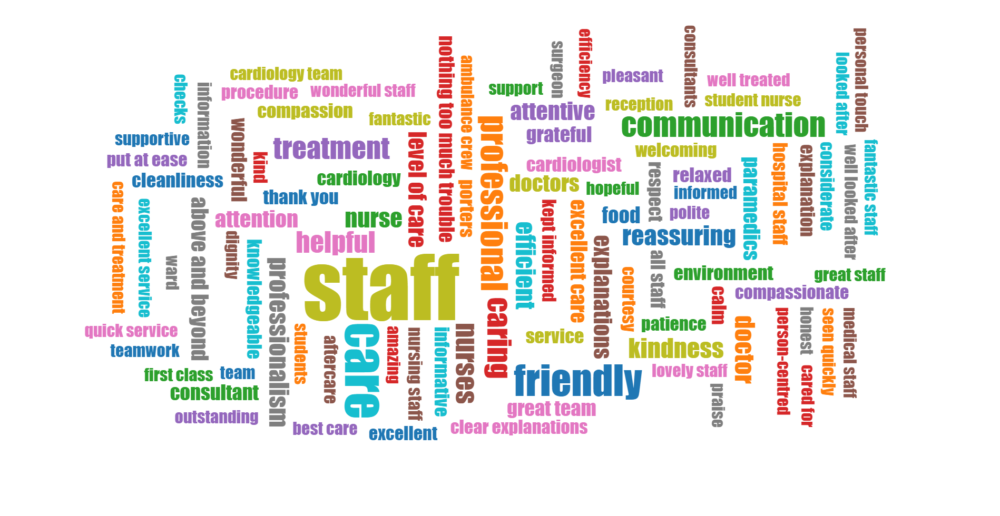 checks
information
cardiology team
procedure
wonderful staff
compassion
fantastic
nothing too much trouble
ambulance crew
support
surgeon
efficiency
pleasant
reception
consultants
well treated
student nurse
looked after
personal touch
supportive
put at ease
cleanliness
wonderful
kind
treatment
level of care
professional
attentive
grateful
communication
welcoming
cardiologist
cardiology
thank you
attention
nurse
helpful
porters
doctors
hopeful
respect
relaxed
informed
polite
food
reassuring
paramedics
hospital staff
explanation
considerate
well looked after
fantastic staff
care and treatment
excellent service
ward
above and beyond
dignity
knowledgeable
professionalism
staff
efficient
kept informed
excellent care
explanations
courtesy
all staff
environment
great staff
compassionate
calm
quick service
teamwork
first class
team
consultant
outstanding
students
aftercare
care
amazing
nursing staff
informative
nurses
caring
service
patience
kindness
doctor
lovely staff
friendly
great team
clear explanations
best care
excellent
praise
person-centred
honest
cared for
seen quickly
medical staff